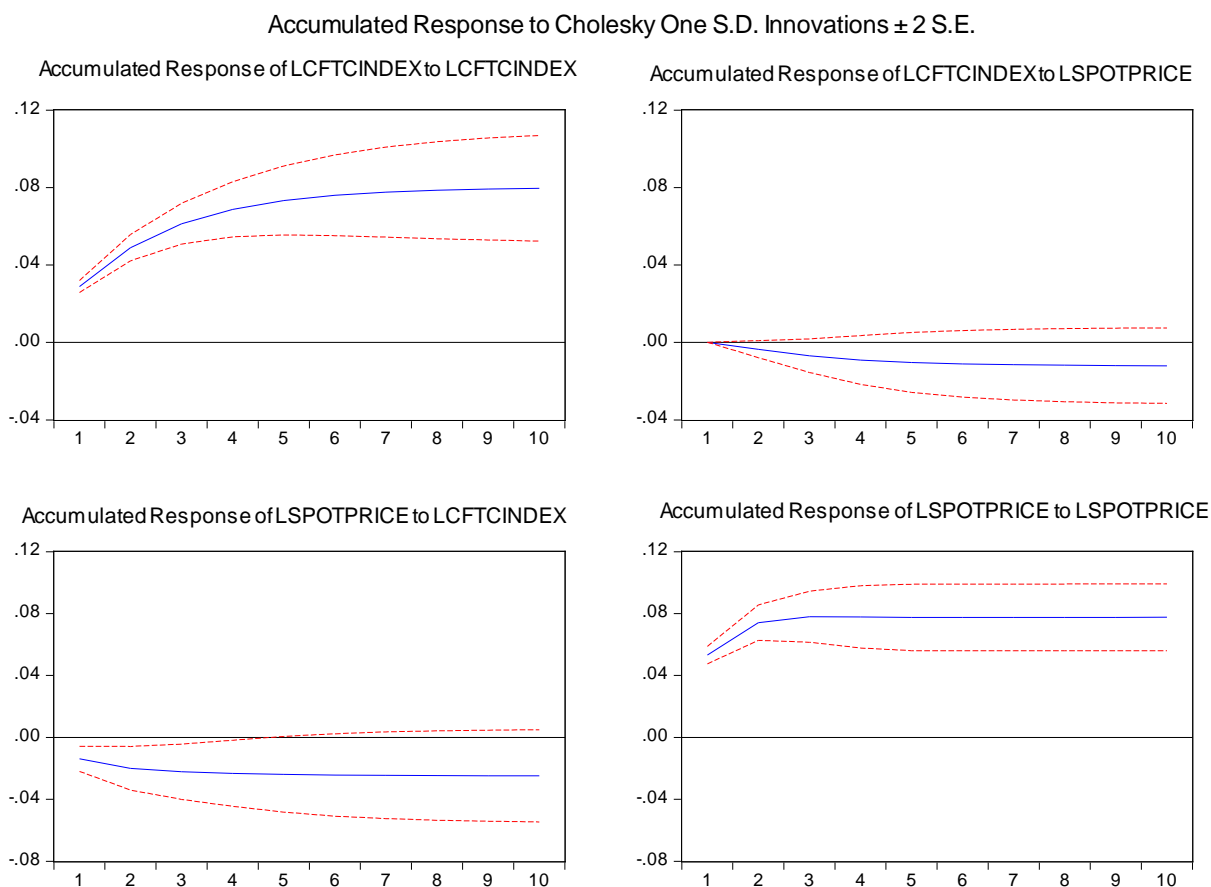 Accumulated Response to Cholesky One S.D. Innovations ± 2 S.E.
Accumulated Response of LCFTCINDEX to LCFTCINDEX
.12
.08
.04
.00
-.04
1 2 3 4 5 6 7 8 9 10
Accumulated Response of LCFTCINDEX to LSPOTPRICE
.12
.08
.04
.00
-.04
1 2 3 4 5 6 7 8 9 10
Accumulated Response of LSPOTPRICE to LCFTCINDEX
.12
.08
.04
.00
-.04
-.08
1 2 3 4 5 6 7 8 9 10
Accumulated Response of LSPOTPRICE to LSPOTPRICE
.12
.08
.04
.00
-.04
-.08
1 2 3 4 5 6 7 8 9 10